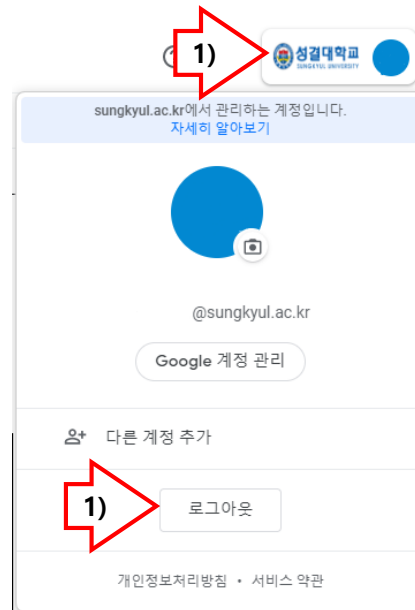 1)
성결대학교
SUNGKYUL UNIVERSITY
sungkyul.ac.kr에서 관리하는 계정입니다.
자세히 알아보기
@sungkyul.ac.kr
Google 계정 관리
다른 계정 추가
1)
로그아웃
개인정보처리방침 • 서비스 약관